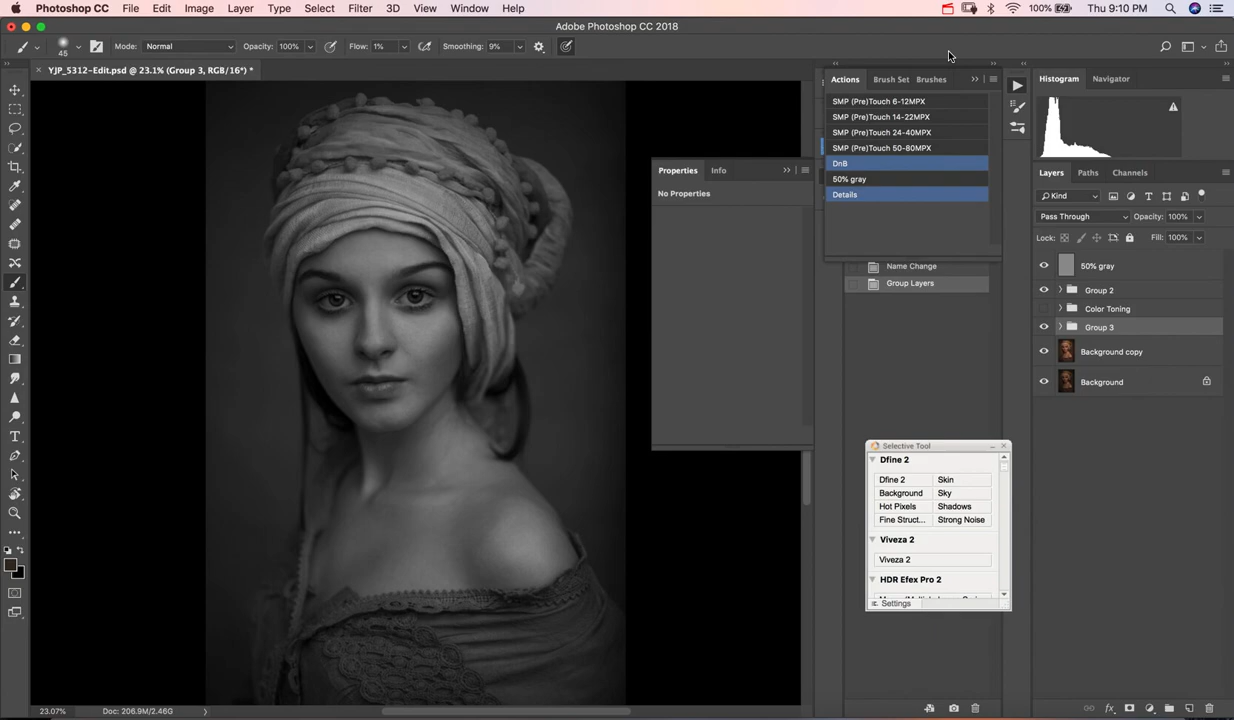 Photoshop CC File Edit Image Layer Type Select Filter 3D View Window Help 100% Thu 9:10 PM
Adobe Photoshop CC 2018
45 Mode: Normal Opacity: 100% Flow: 1% Smoothing: 9%
YJP_5312-Edit.psd @ 23.1% (Group 3, RGB/16*) *
Actions Brush Set Brushes
SMP (Pre)Touch 6-12MPX
SMP (Pre)Touch 14-22MPX
SMP (Pre)Touch 24-40MPX
SMP (Pre)Touch 50-80MPX
DnB
50% gray
Details
Properties Info
No Properties
Name Change
Group Layers
Histogram Navigator
Layers Paths Channels
Kind
Pass Through Opacity: 100%
Lock: Fill: 100%
50% gray
Group 2
Color Toning
Group 3
Background copy
Background
Selective Tool
Dfine 2
Dfine 2 Skin
Background Sky
Hot Pixels Shadows
Fine Struct... Strong Noise
Viveza 2
Viveza 2
HDR Efex Pro 2
Settings
23.07% Doc: 206.9M/2.46G